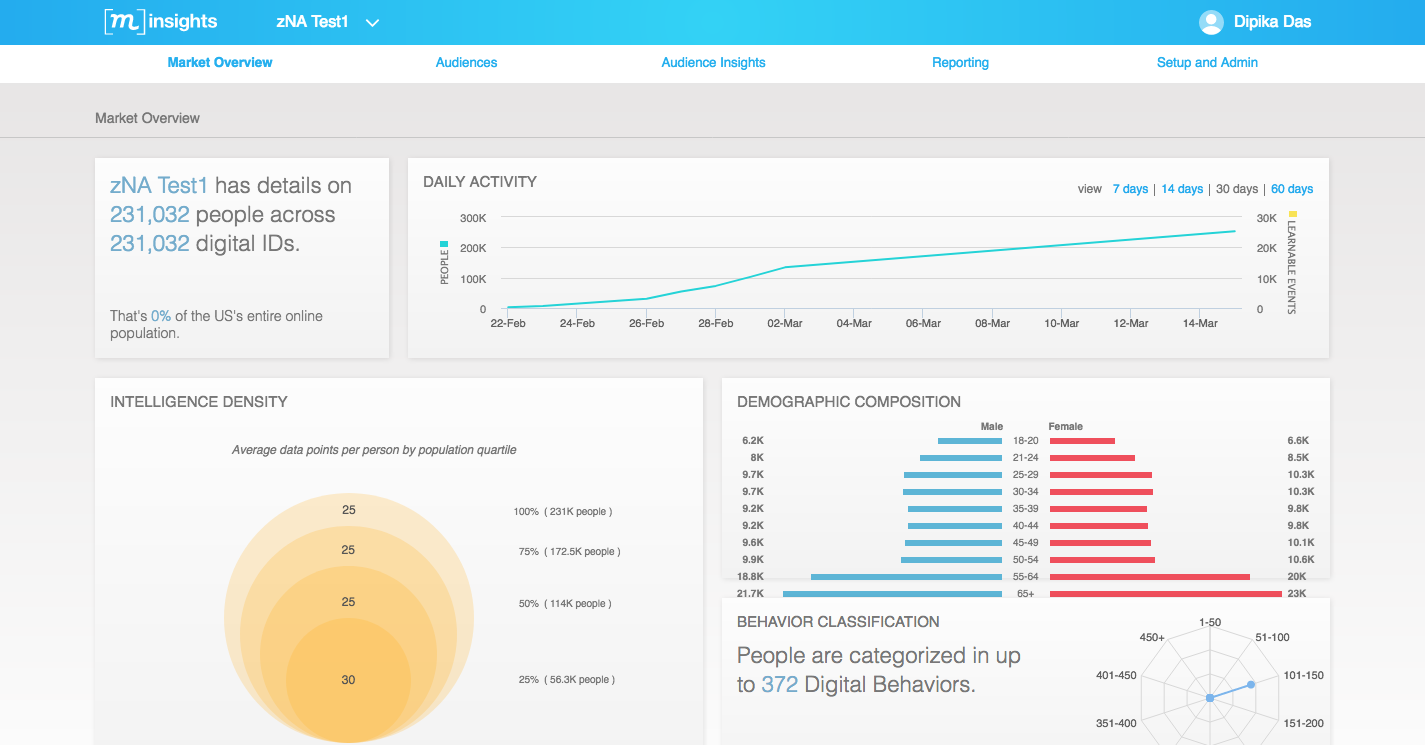 [m] insights
zNA Test1
Dipika Das
Market Overview
Audiences
Audience Insights
Reporting
Setup and Admin
Market Overview
zNA Test1 has details on
231,032 people across
231,032 digital IDs.
That's 0% of the US's entire online
population.
DAILY ACTIVITY
view 7 days | 14 days | 30 days | 60 days
PEOPLE
300K
200K
100K
0
30K
20K
10K
0
LEARNABLE EVENTS
22-Feb 24-Feb 26-Feb 28-Feb 02-Mar 04-Mar 06-Mar 08-Mar 10-Mar 12-Mar 14-Mar
INTELLIGENCE DENSITY
Average data points per person by population quartile
25 100% ( 231K people )
25 75% ( 172.5K people )
25 50% ( 114K people )
30 25% ( 56.3K people )
DEMOGRAPHIC COMPOSITION
Male Female
6.2K 18-20 6.6K
8K 21-24 8.5K
9.7K 25-29 10.3K
9.7K 30-34 10.3K
9.2K 35-39 9.8K
9.2K 40-44 9.8K
9.6K 45-49 10.1K
9.9K 50-54 10.6K
18.8K 55-64 20K
21.7K 65+ 23K
BEHAVIOR CLASSIFICATION
People are categorized in up
to 372 Digital Behaviors.
1-50
450+ 51-100
401-450 101-150
351-400 151-200